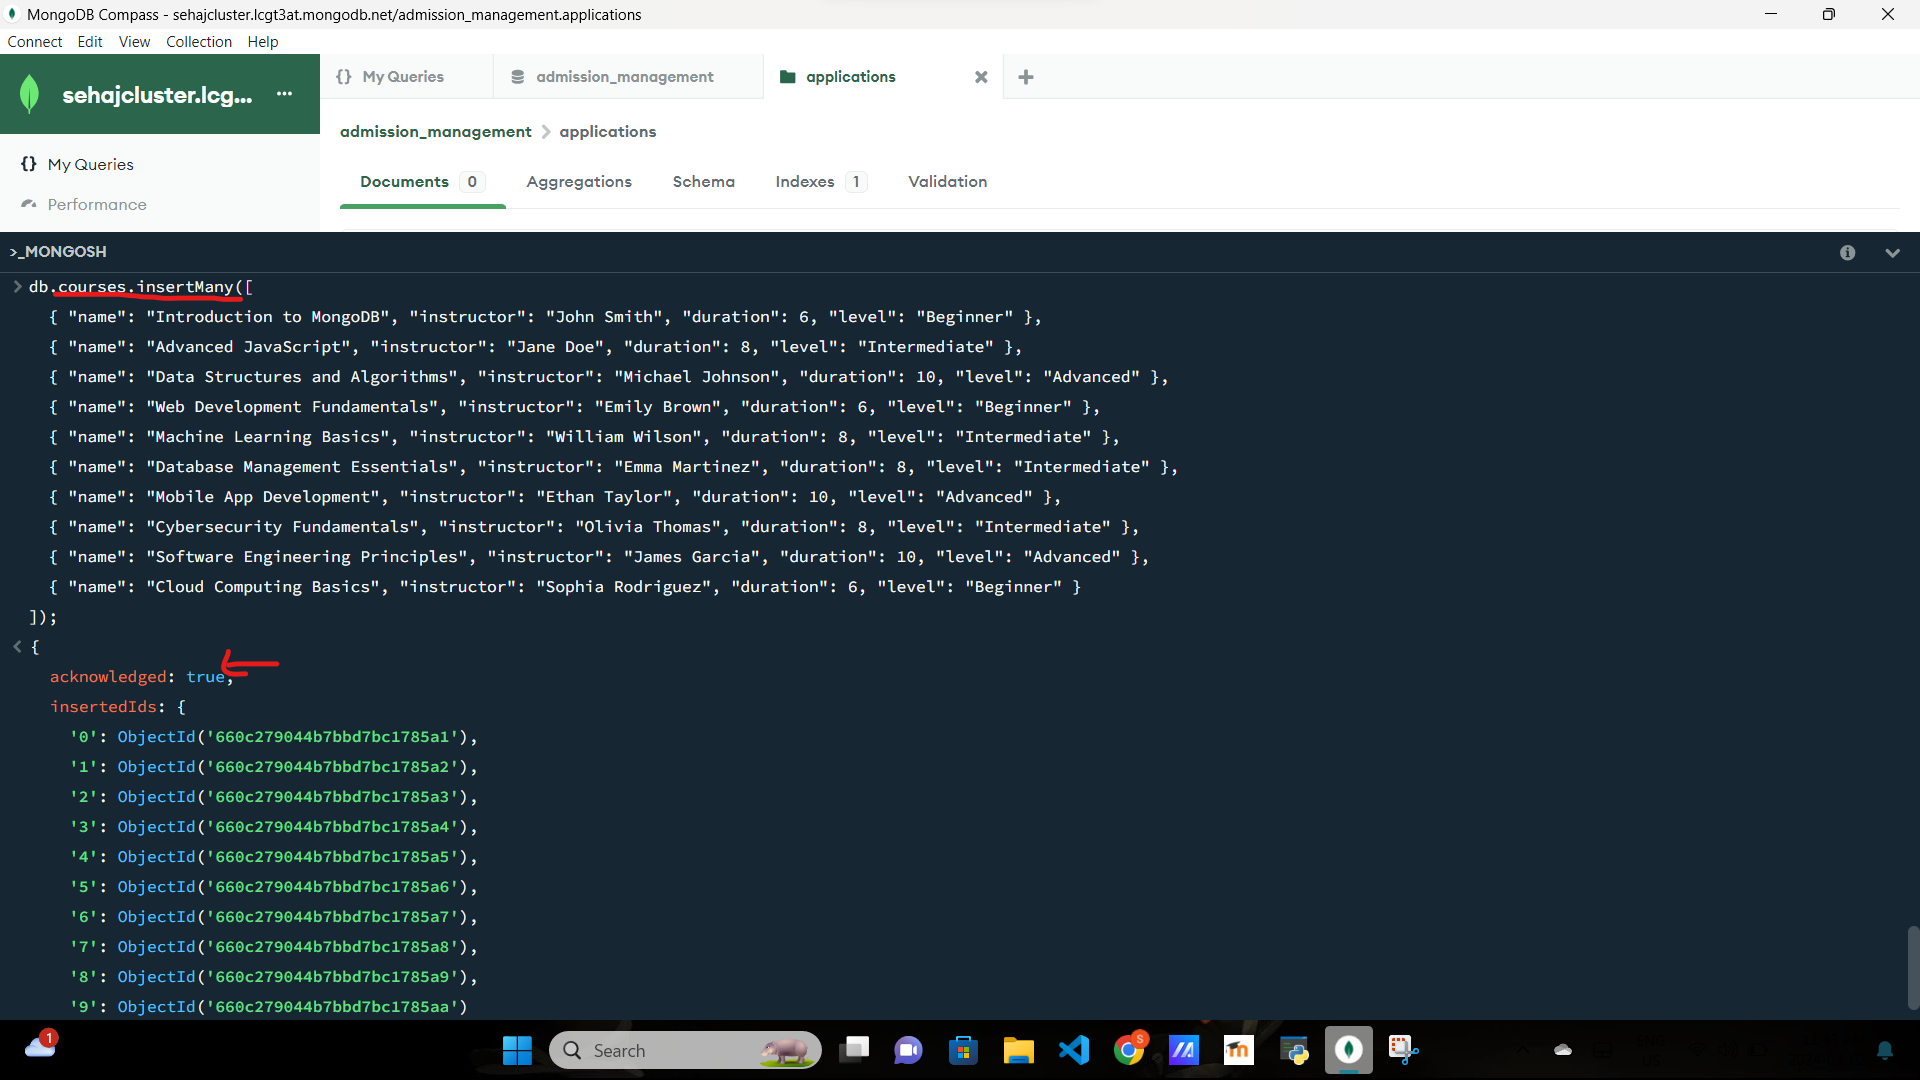 MongoDB Compass - sehajcluster.lcgt3at.mongodb.net/admission_management.applications
Connect Edit View Collection Help
sehajcluster.lcg... ...
{} My Queries admission_management applications
admission_management > applications
{} My Queries
Performance
Documents 0 Aggregations Schema Indexes 1 Validation
>_MONGOSH
> db.courses.insertMany([
{ "name": "Introduction to MongoDB", "instructor": "John Smith", "duration": 6, "level": "Beginner" },
{ "name": "Advanced JavaScript", "instructor": "Jane Doe", "duration": 8, "level": "Intermediate" },
{ "name": "Data Structures and Algorithms", "instructor": "Michael Johnson", "duration": 10, "level": "Advanced" },
{ "name": "Web Development Fundamentals", "instructor": "Emily Brown", "duration": 6, "level": "Beginner" },
{ "name": "Machine Learning Basics", "instructor": "William Wilson", "duration": 8, "level": "Intermediate" },
{ "name": "Database Management Essentials", "instructor": "Emma Martinez", "duration": 8, "level": "Intermediate" },
{ "name": "Mobile App Development", "instructor": "Ethan Taylor", "duration": 10, "level": "Advanced" },
{ "name": "Cybersecurity Fundamentals", "instructor": "Olivia Thomas", "duration": 8, "level": "Intermediate" },
{ "name": "Software Engineering Principles", "instructor": "James Garcia", "duration": 10, "level": "Advanced" },
{ "name": "Cloud Computing Basics", "instructor": "Sophia Rodriguez", "duration": 6, "level": "Beginner" }
]);
< {
acknowledged: true,
insertedIds: {
'0': ObjectId('660c279044b7bbd7bc1785a1'),
'1': ObjectId('660c279044b7bbd7bc1785a2'),
'2': ObjectId('660c279044b7bbd7bc1785a3'),
'3': ObjectId('660c279044b7bbd7bc1785a4'),
'4': ObjectId('660c279044b7bbd7bc1785a5'),
'5': ObjectId('660c279044b7bbd7bc1785a6'),
'6': ObjectId('660c279044b7bbd7bc1785a7'),
'7': ObjectId('660c279044b7bbd7bc1785a8'),
'8': ObjectId('660c279044b7bbd7bc1785a9'),
'9': ObjectId('660c279044b7bbd7bc1785aa')
1 Search S